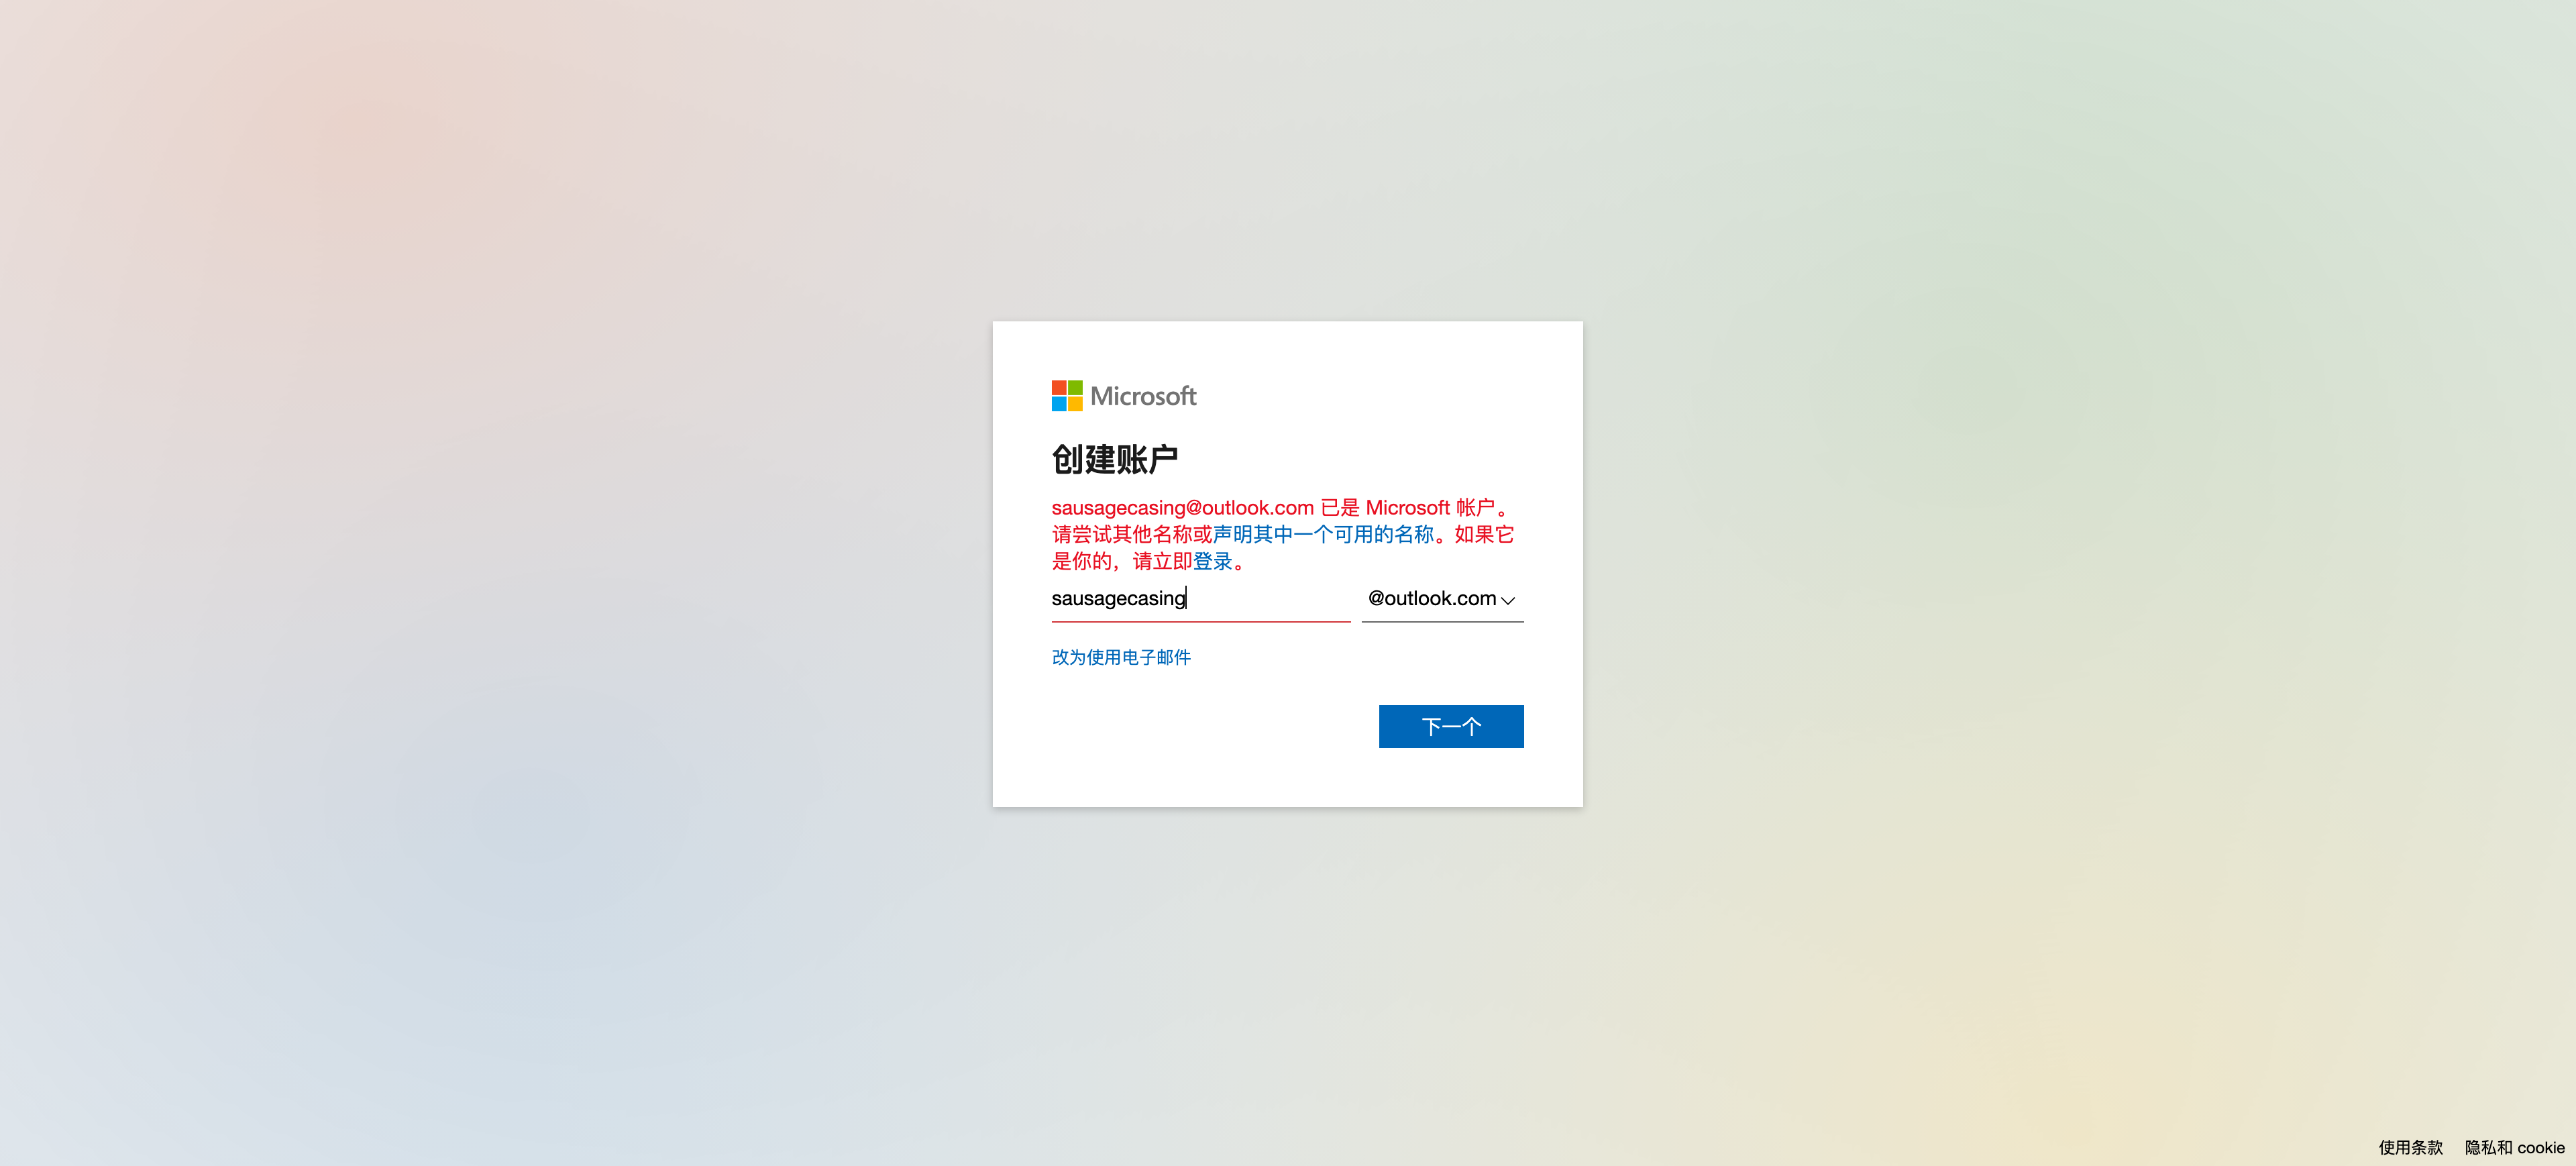 Microsoft
创建账户
sausagecasing@outlook.com 已是 Microsoft 帐户。
请尝试其他名称或声明其中一个可用的名称。如果它
是你的，请立即登录。
sausagecasing @outlook.com
改为使用电子邮件
下一个
使用条款 隐私和 cookie